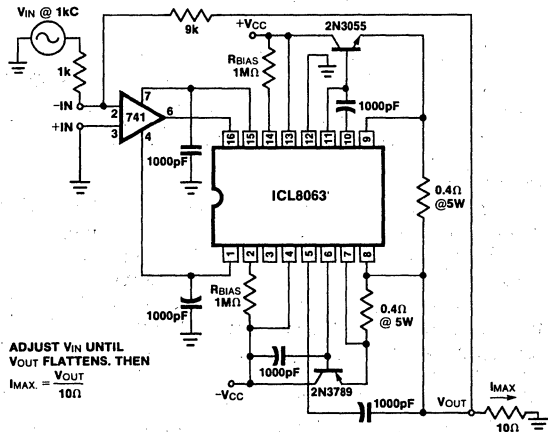 VIN @ 1kC
1k
9k
+VCC
2N3055
RBIAS
1MΩ
1000pF
−IN
+IN
2
3
741
7
6
4
1000pF
16 15 14 13 12 11 10 9
ICL8063
0.4Ω
@5W
1 2 3 4 5 6 7 8
1000pF
RBIAS
1MΩ
0.4Ω
@ 5W
ADJUST VIN UNTIL
VOUT FLATTENS. THEN
IMAX. = VOUT
10Ω
1000pF
−VCC
2N3789
1000pF
VOUT
IMAX
10Ω